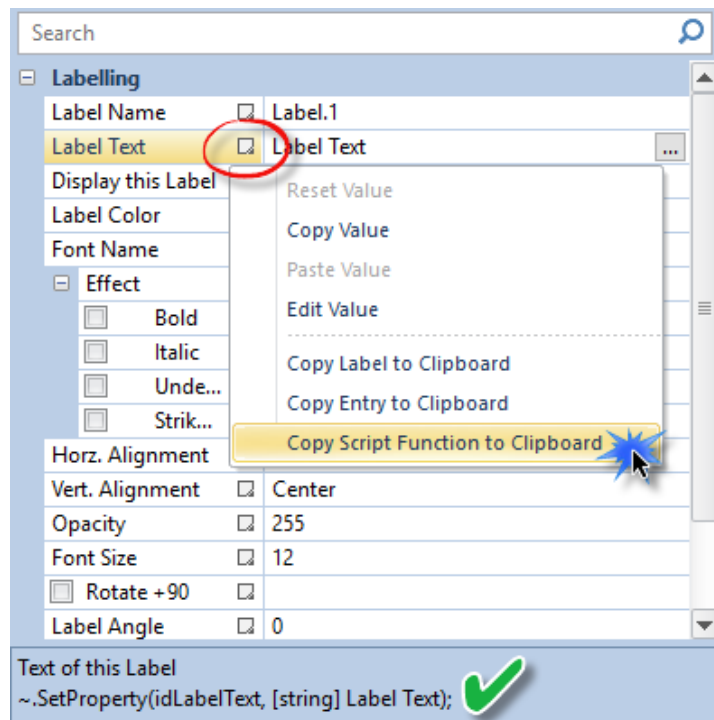 Search
Labelling
Label Name Label.1
Label Text Label Text ...
Display this Label
Reset Value
Label Color
Copy Value
Font Name
Paste Value
Effect
Edit Value
Bold
Italic
Copy Label to Clipboard
Unde...
Copy Entry to Clipboard
Strik...
Copy Script Function to Clipboard
Horz. Alignment
Vert. Alignment Center
Opacity 255
Font Size 12
Rotate +90
Label Angle 0
Text of this Label
~.SetProperty(idLabelText, [string] Label Text);